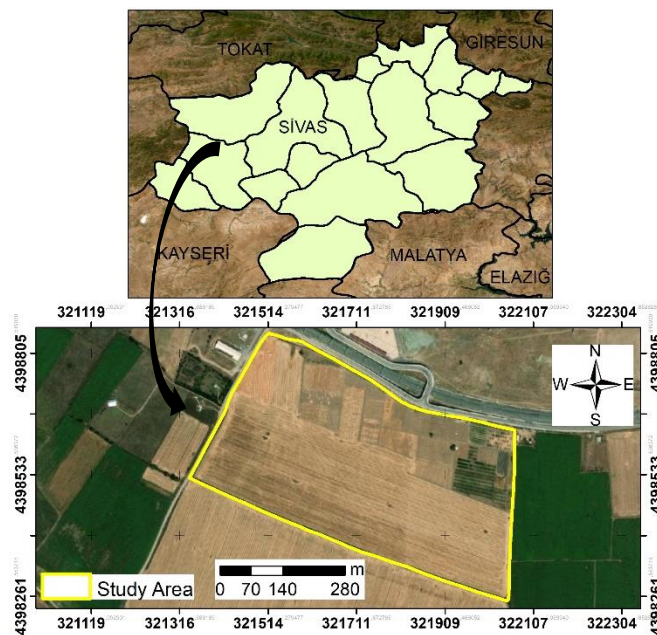 TOKAT
GİRESUN
SİVAS
KAYSERİ
MALATYA
ELAZIĞ
321119 321316 321514 321711 321909 322107 322304
4398805
4398805
N
W E
S
4398533
4398533
Study Area
m
0 70 140 280
4398261
4398261
321119 321316 321514 321711 321909 322107 322304